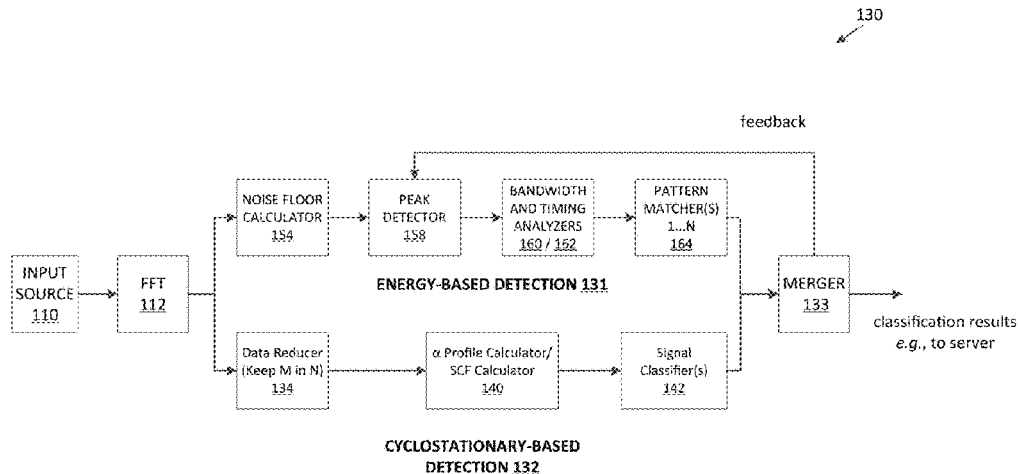 130
feedback
NOISE FLOOR
CALCULATOR
154
PEAK
DETECTOR
158
BANDWIDTH
AND TIMING
ANALYZERS
160 / 162
PATTERN
MATCHER(S)
1...N
164
INPUT
SOURCE
110
FFT
112
ENERGY-BASED DETECTION 131
MERGER
133
classification results
e.g., to server
Data Reducer
(Keep M in N)
134
α Profile Calculator/
SCF Calculator
140
Signal
Classifier(s)
142
CYCLOSTATIONARY-BASED
DETECTION 132